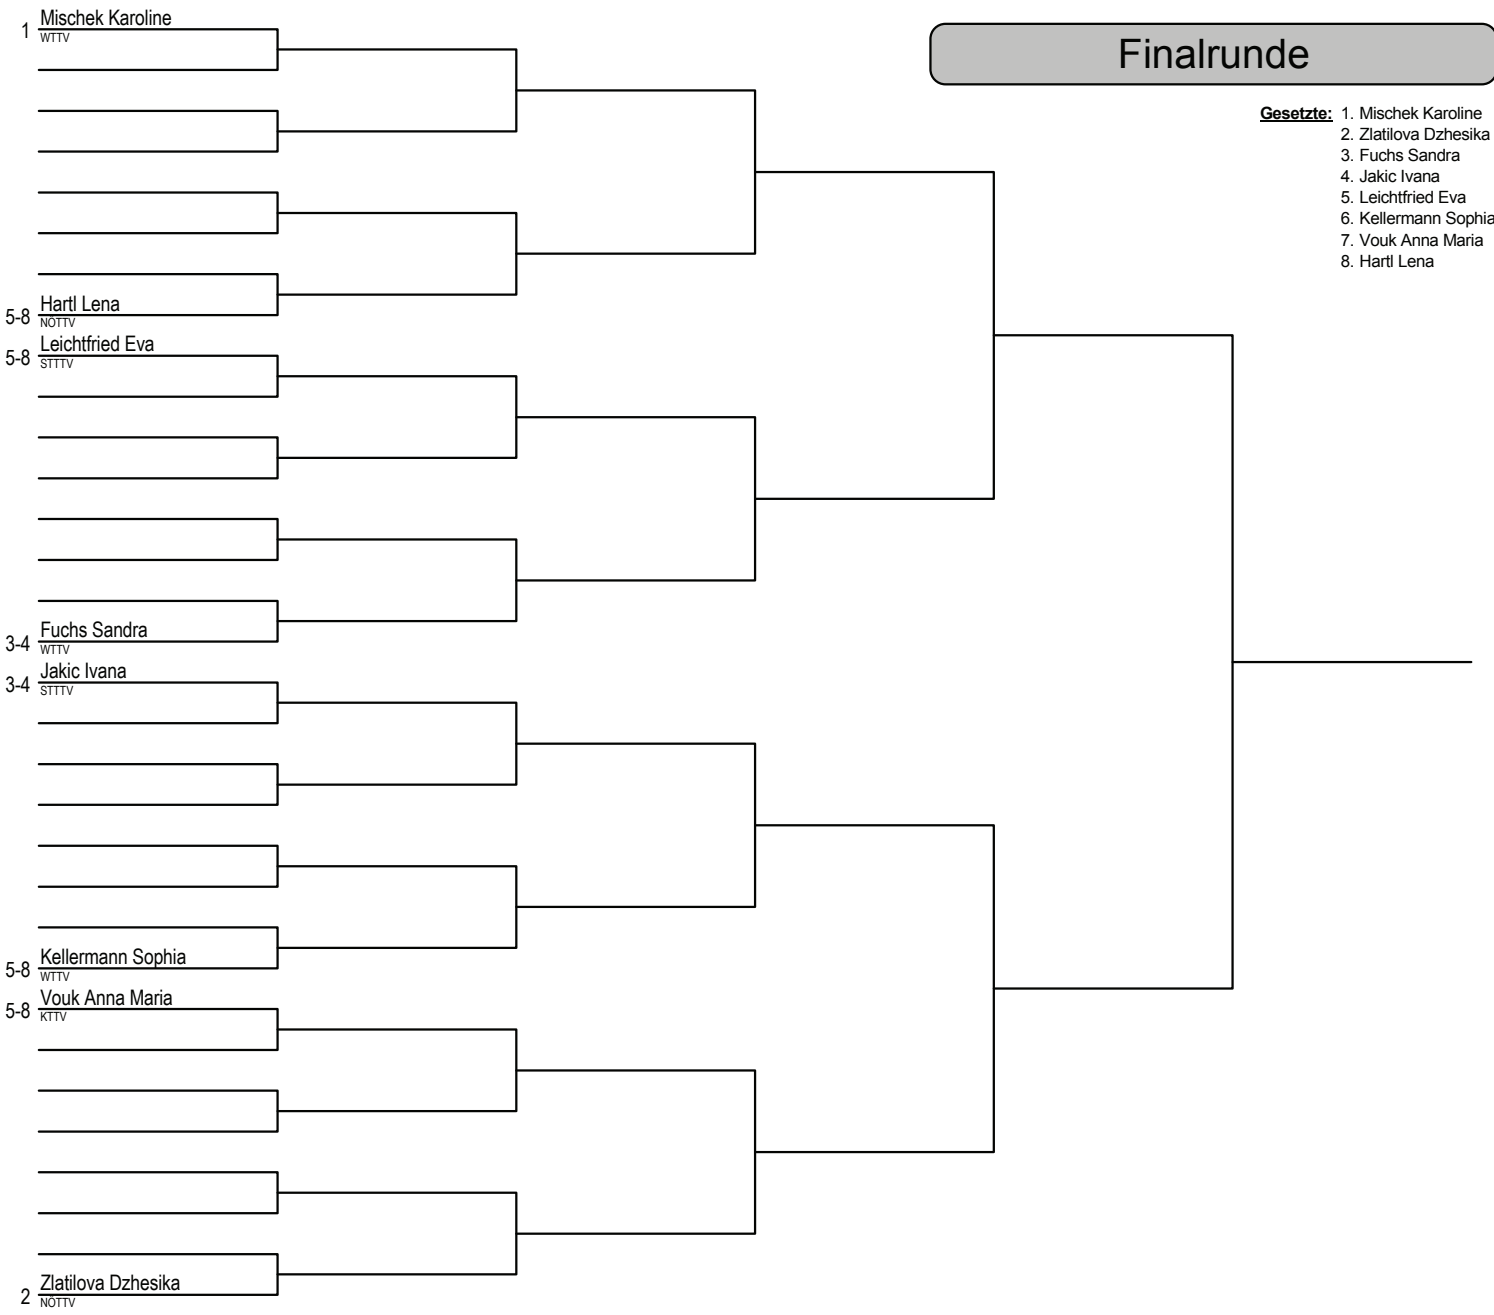 Finalrunde
Gesetzte: 1. Mischek Karoline
2. Zlatilova Dzhesika
3. Fuchs Sandra
4. Jakic Ivana
5. Leichtfried Eva
6. Kellermann Sophia
7. Vouk Anna Maria
8. Hartl Lena
1 Mischek Karoline
WTTV
5-8 Hartl Lena
NÖTTV
5-8 Leichtfried Eva
STTTV
3-4 Fuchs Sandra
WTTV
3-4 Jakic Ivana
STTTV
5-8 Kellermann Sophia
WTTV
5-8 Vouk Anna Maria
KTTV
2 Zlatilova Dzhesika
NÖTTV